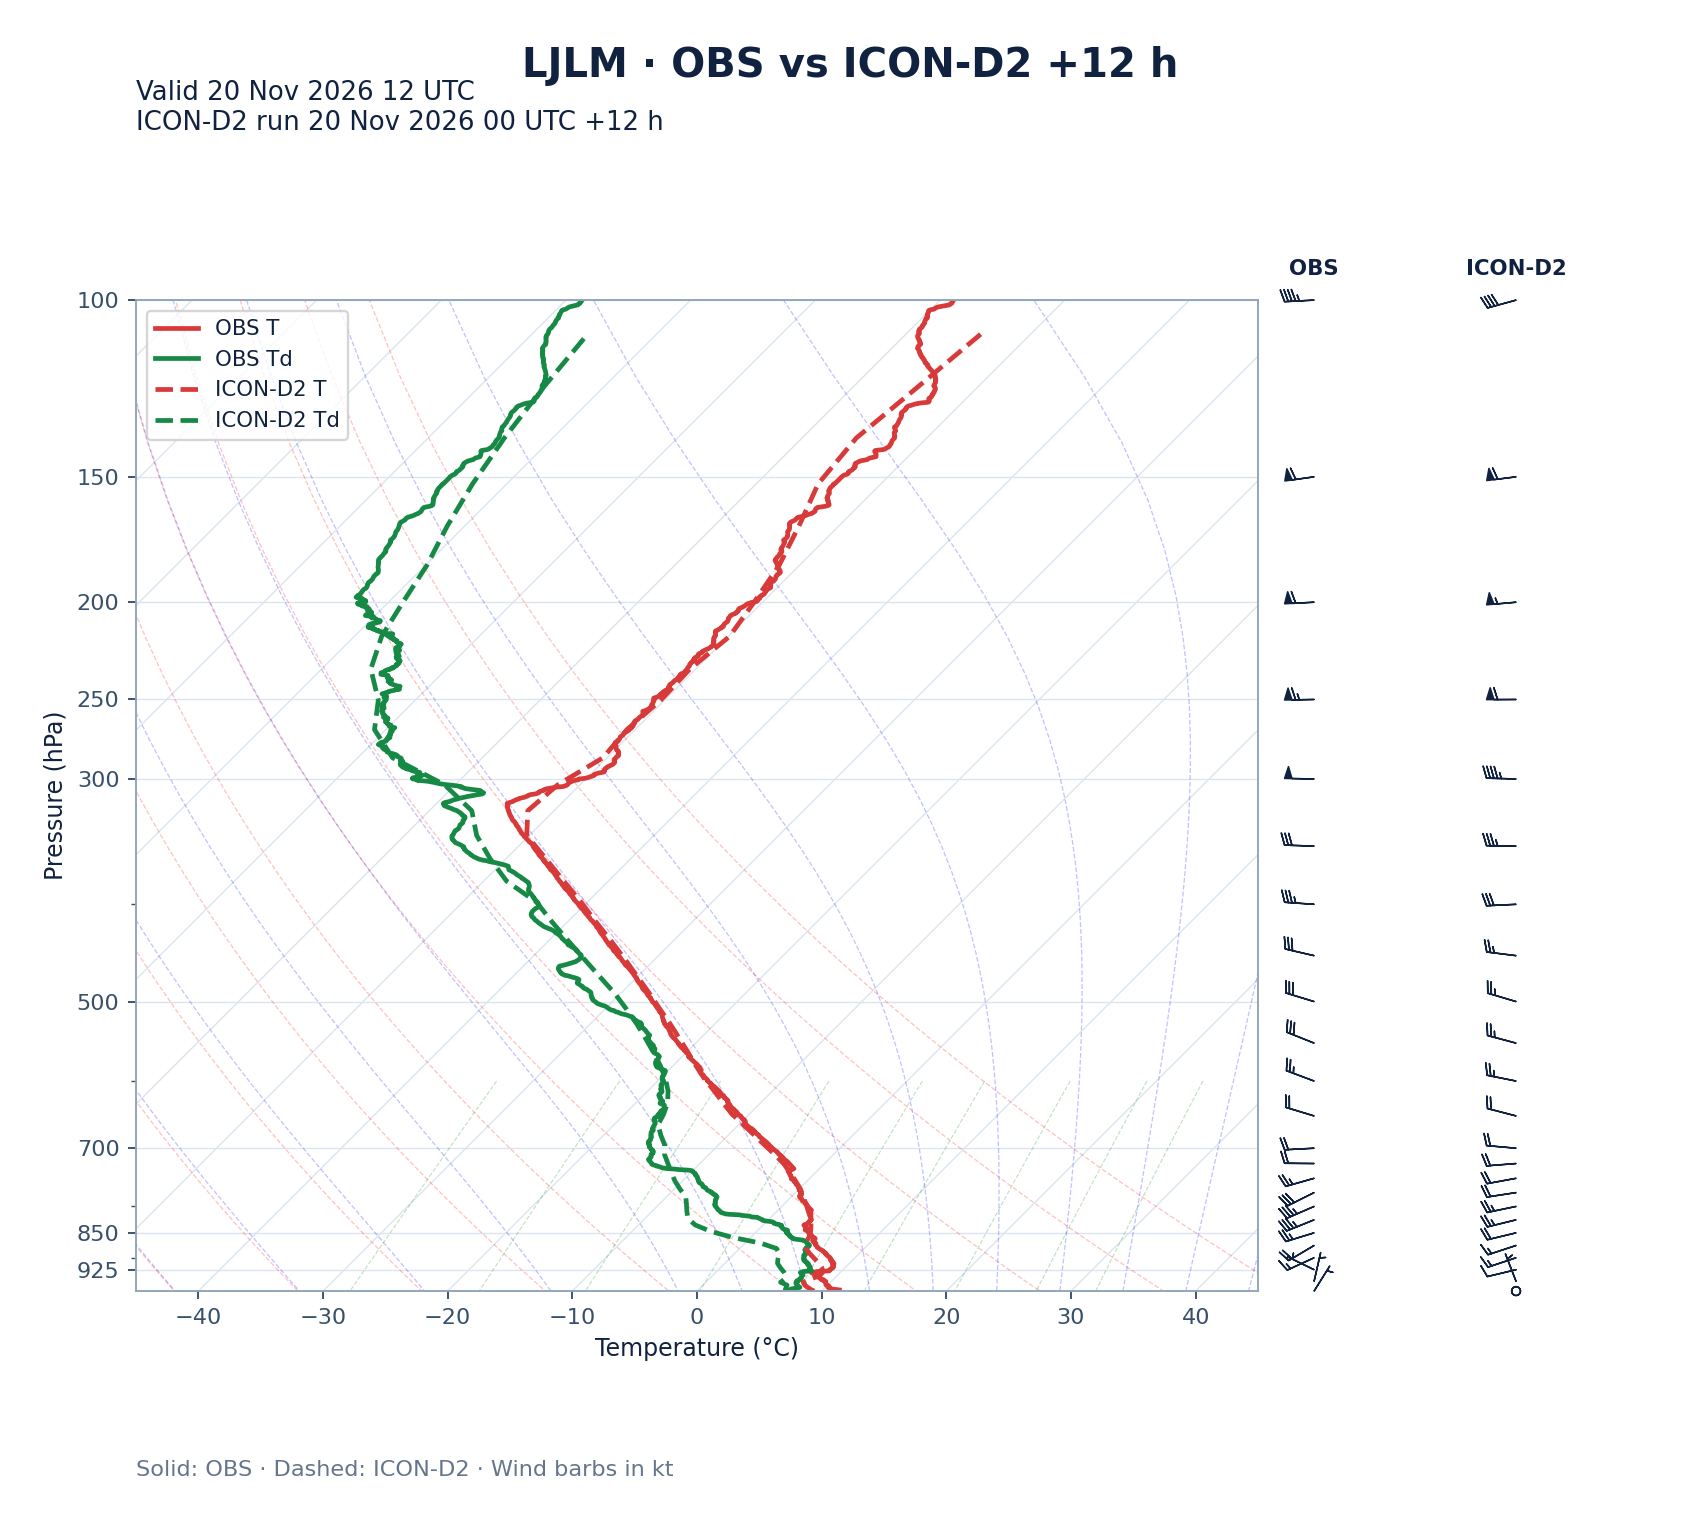 LJLM · OBS vs ICON-D2 +12 h
Valid 20 Nov 2026 12 UTC
ICON-D2 run 20 Nov 2026 00 UTC +12 h
OBS ICON-D2
OBS T
OBS Td
ICON-D2 T
ICON-D2 Td
100
150
200
250
300
500
700
850
925
Pressure (hPa)
−40 −30 −20 −10 0 10 20 30 40
Temperature (°C)
Solid: OBS · Dashed: ICON-D2 · Wind barbs in kt